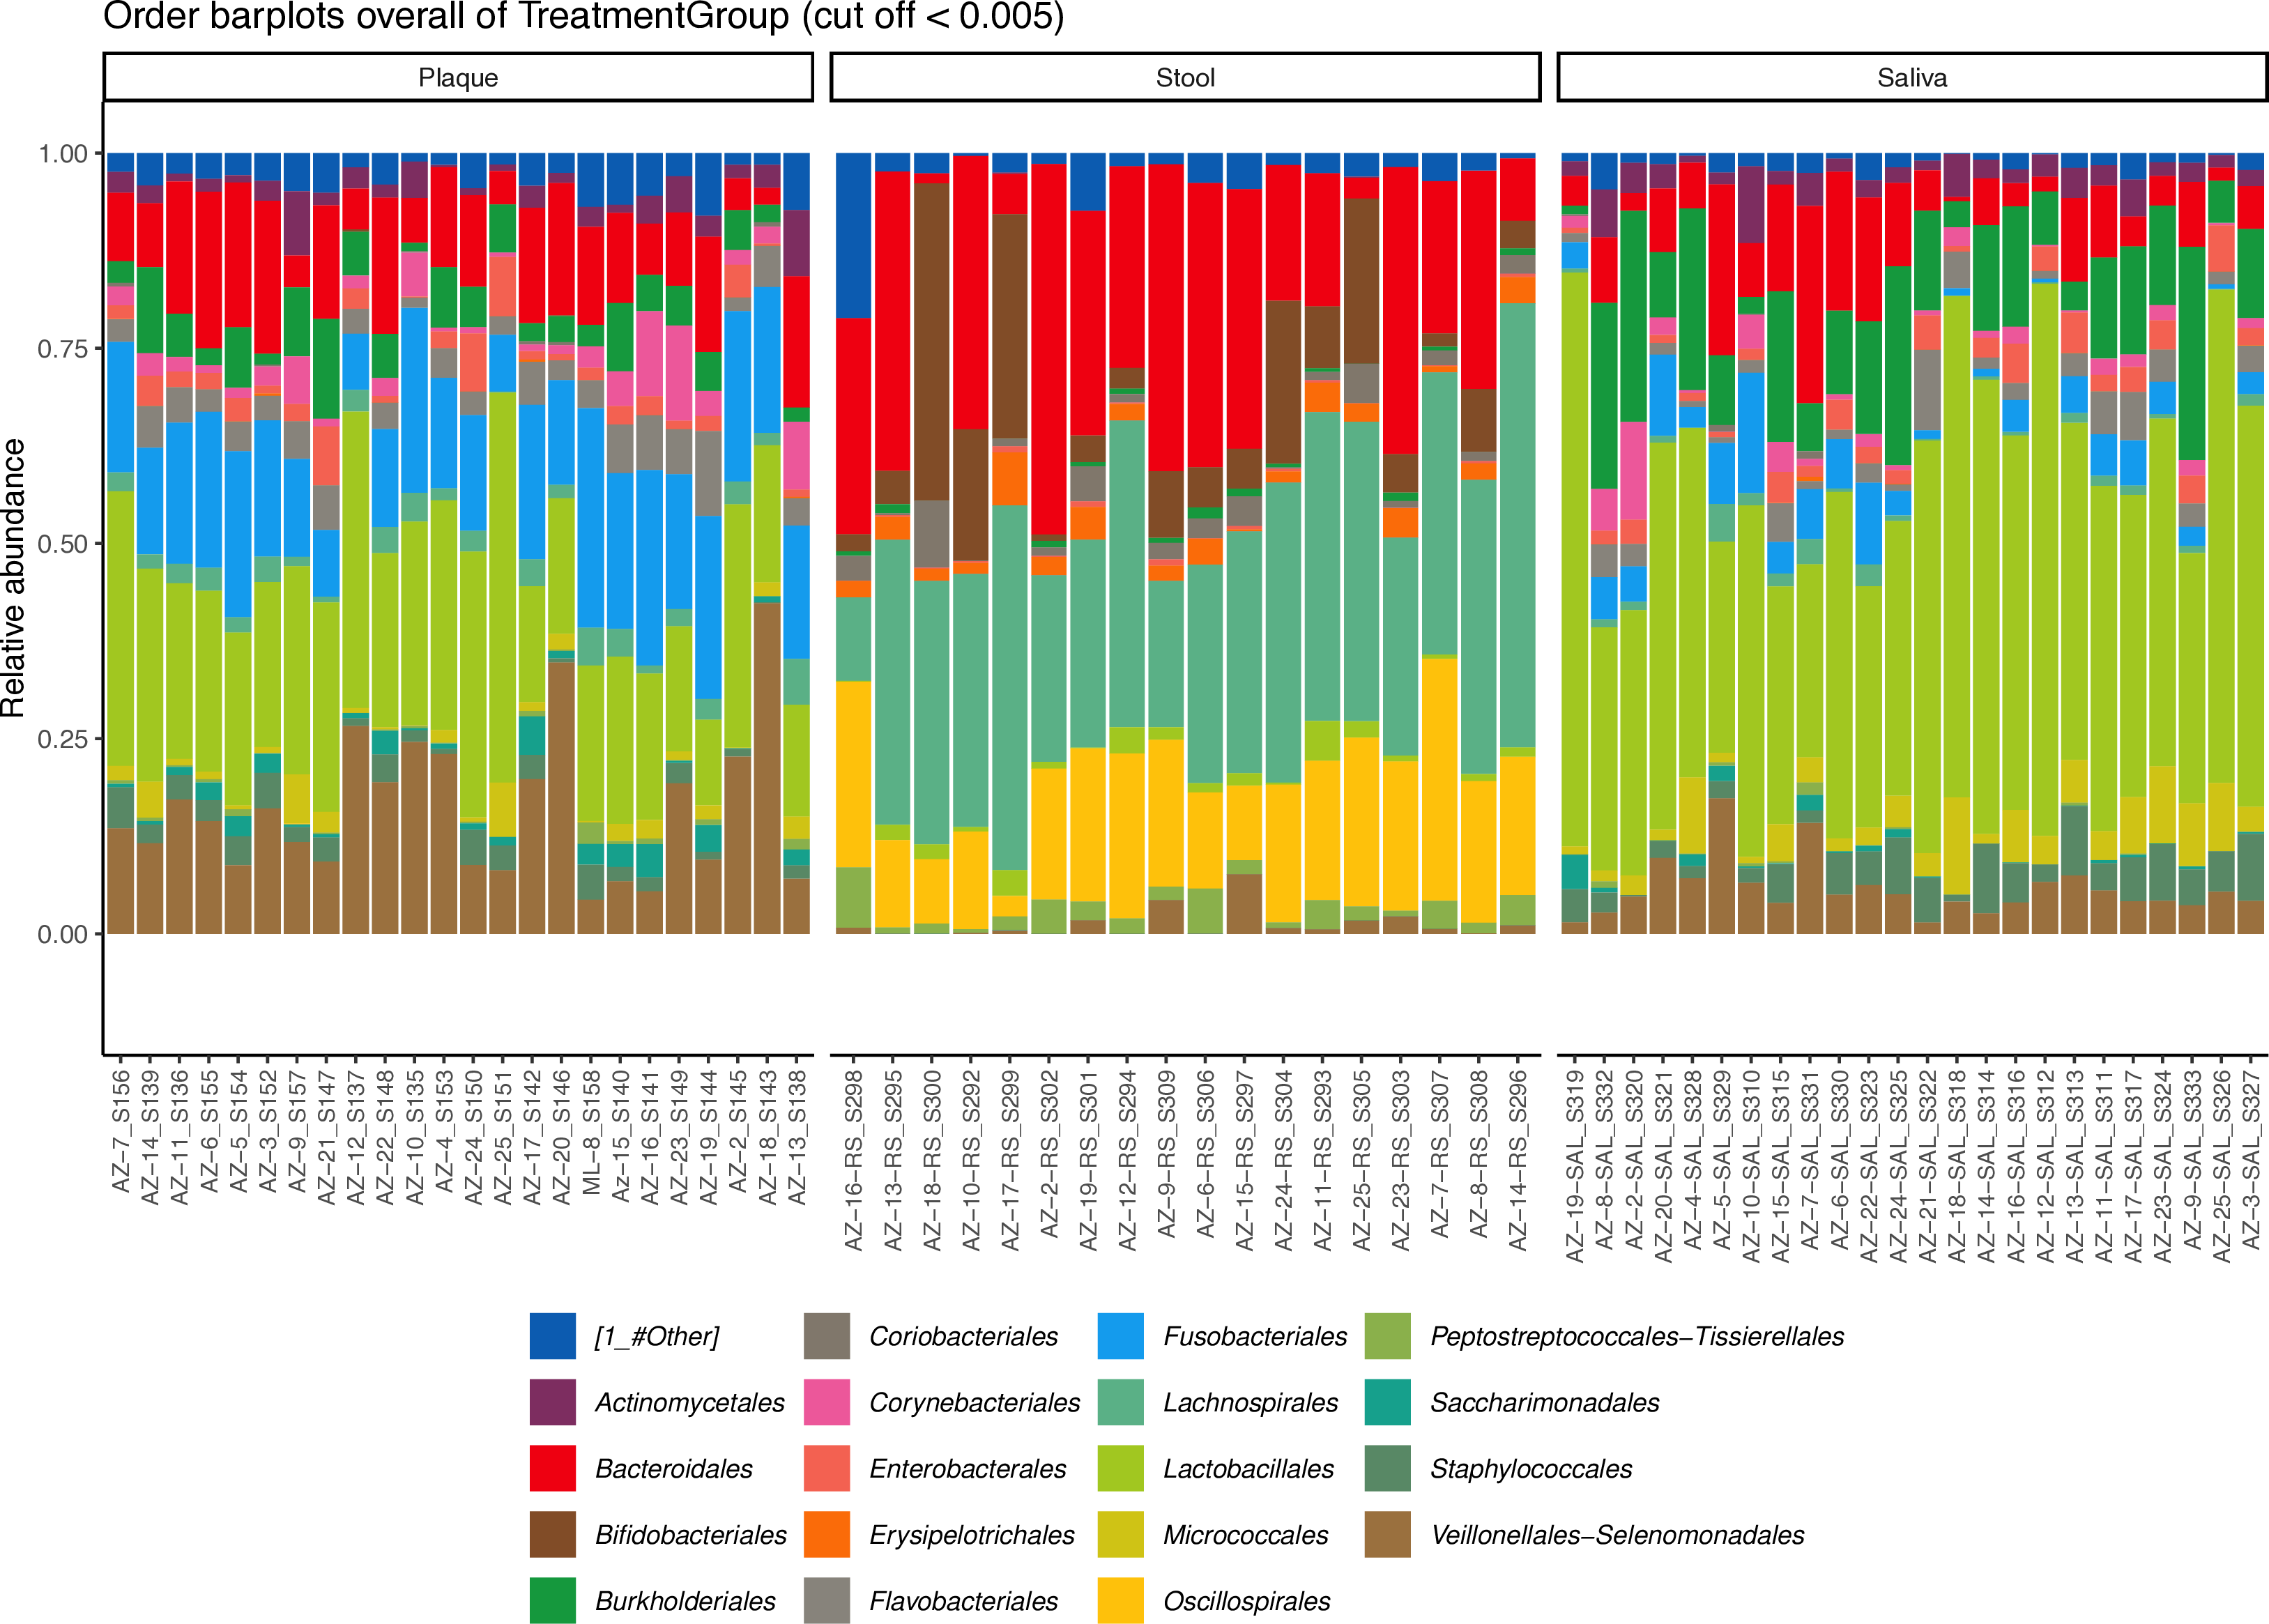 Order barplots overall of TreatmentGroup (cut off < 0.005)
Plaque
Stool
Saliva
Relative abundance
1.00
0.75
0.50
0.25
0.00
AZ−7_S156
AZ−14_S139
AZ−11_S136
AZ−6_S155
AZ−5_S154
AZ−3_S152
AZ−9_S157
AZ−21_S147
AZ−12_S137
AZ−22_S148
AZ−10_S135
AZ−4_S153
AZ−24_S150
AZ−25_S151
AZ−17_S142
AZ−20_S146
ML−8_S158
Az−15_S140
AZ−16_S141
AZ−23_S149
AZ−19_S144
AZ−2_S145
AZ−18_S143
AZ−13_S138
AZ−16−RS_S298
AZ−13−RS_S295
AZ−18−RS_S300
AZ−10−RS_S292
AZ−17−RS_S299
AZ−2−RS_S302
AZ−19−RS_S301
AZ−12−RS_S294
AZ−9−RS_S309
AZ−6−RS_S306
AZ−15−RS_S297
AZ−24−RS_S304
AZ−11−RS_S293
AZ−25−RS_S305
AZ−23−RS_S303
AZ−7−RS_S307
AZ−8−RS_S308
AZ−14−RS_S296
AZ−19−SAL_S319
AZ−8−SAL_S332
AZ−2−SAL_S320
AZ−20−SAL_S321
AZ−4−SAL_S328
AZ−5−SAL_S329
AZ−10−SAL_S310
AZ−15−SAL_S315
AZ−7−SAL_S331
AZ−6−SAL_S330
AZ−22−SAL_S323
AZ−24−SAL_S325
AZ−21−SAL_S322
AZ−18−SAL_S318
AZ−14−SAL_S314
AZ−16−SAL_S316
AZ−12−SAL_S312
AZ−13−SAL_S313
AZ−11−SAL_S311
AZ−17−SAL_S317
AZ−23−SAL_S324
AZ−9−SAL_S333
AZ−25−SAL_S326
AZ−3−SAL_S327
[1_#Other]
Actinomycetales
Bacteroidales
Bifidobacteriales
Burkholderiales
Coriobacteriales
Corynebacteriales
Enterobacterales
Erysipelotrichales
Flavobacteriales
Fusobacteriales
Lachnospirales
Lactobacillales
Micrococcales
Oscillospirales
Peptostreptococcales−Tissierellales
Saccharimonadales
Staphylococcales
Veillonellales−Selenomonadales